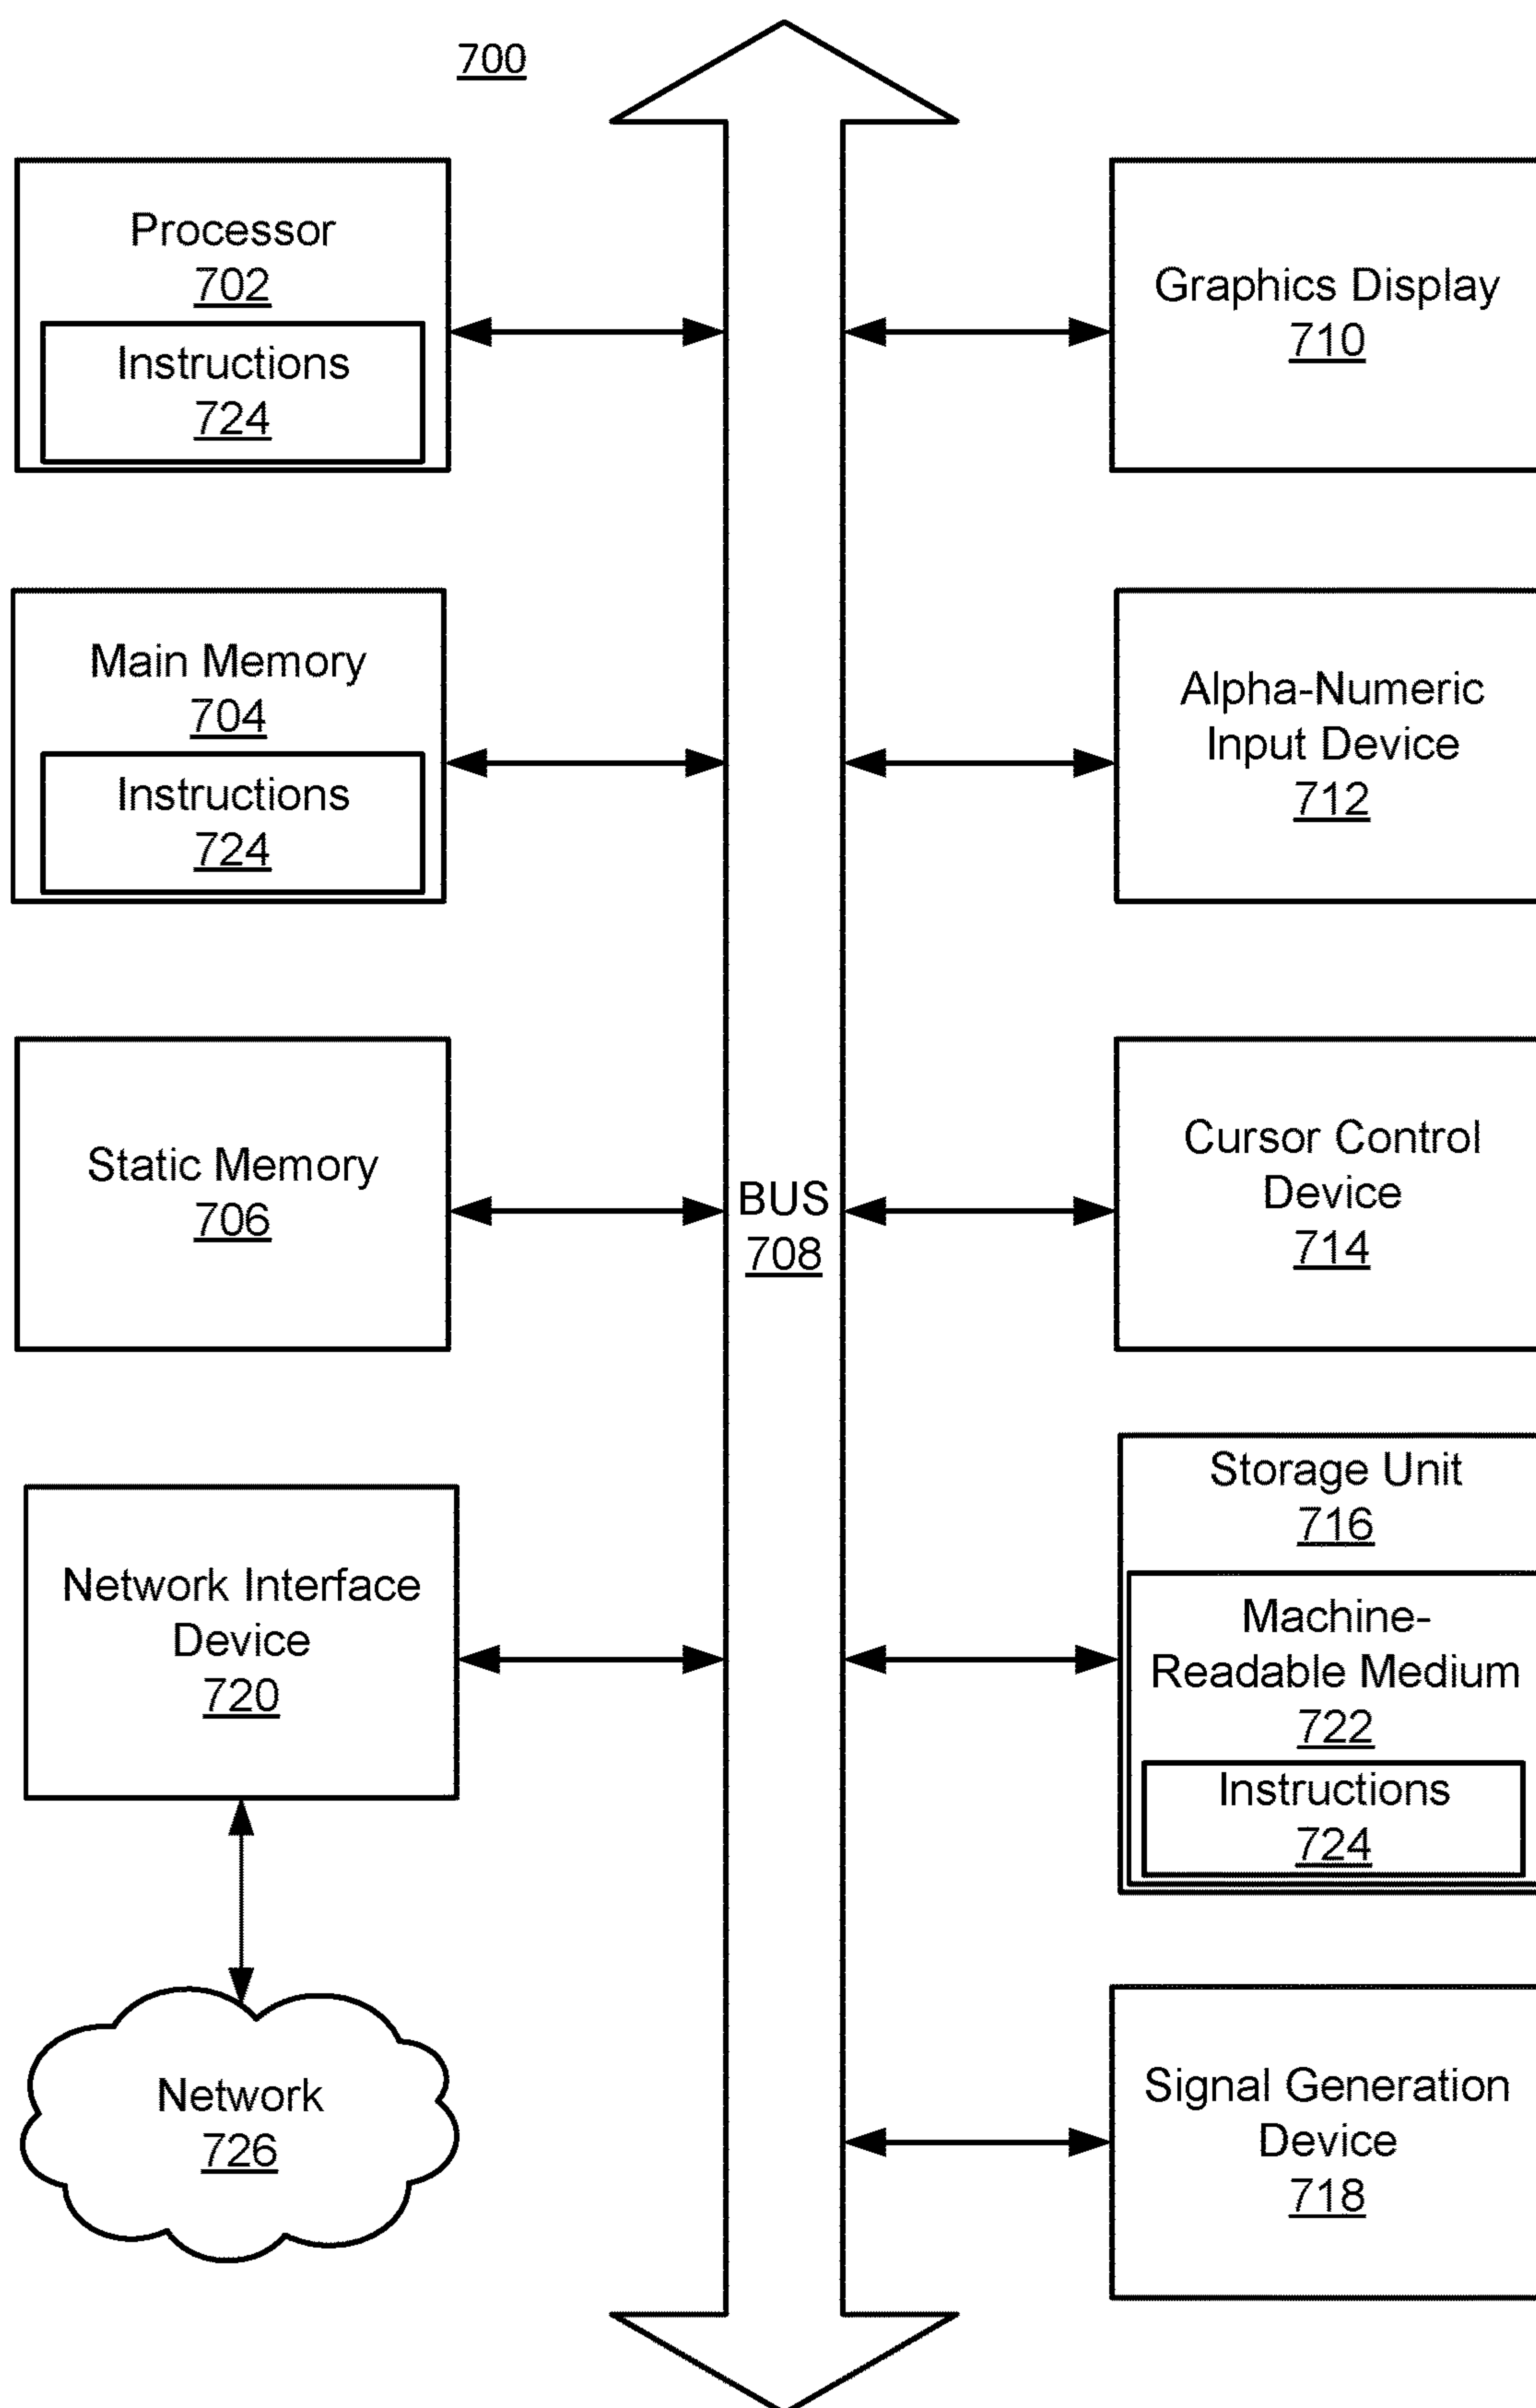 700
Processor
702
Instructions
724
Main Memory
704
Instructions
724
Static Memory
706
Network Interface
Device
720
Network
726
BUS
708
Graphics Display
710
Alpha-Numeric
Input Device
712
Cursor Control
Device
714
Storage Unit
716
Machine-
Readable Medium
722
Instructions
724
Signal Generation
Device
718